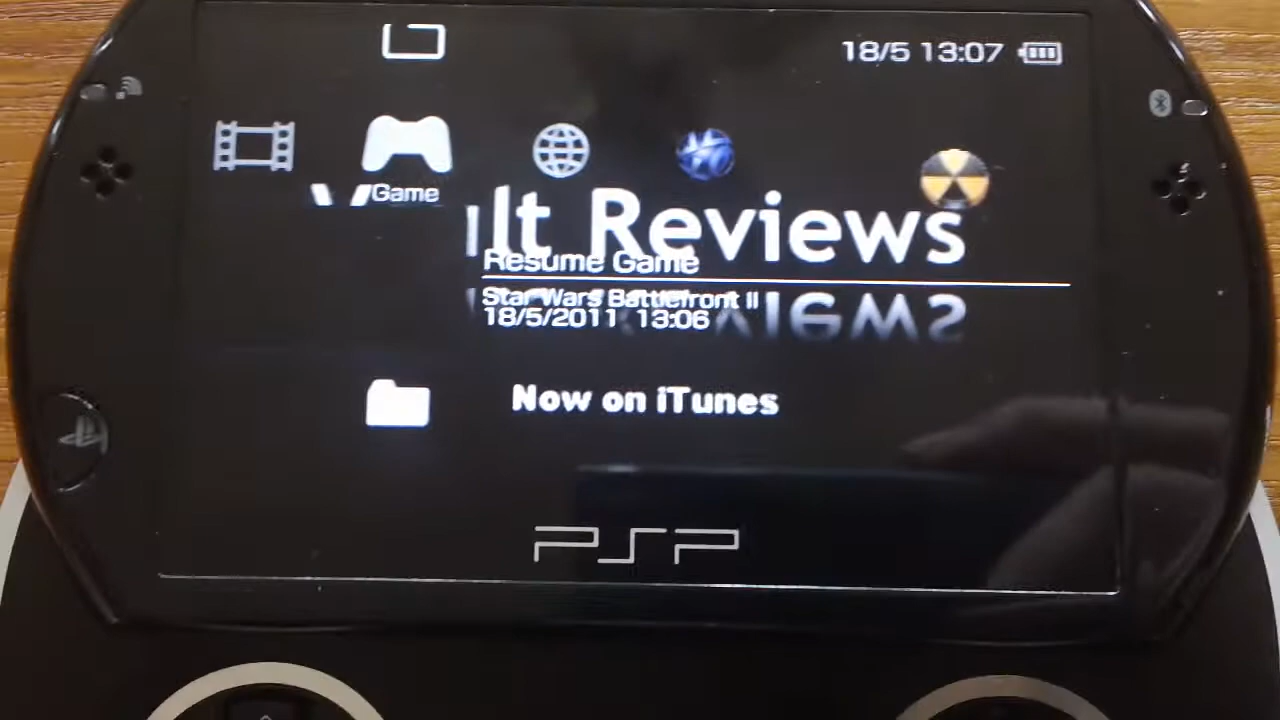 18/5 13:07
Game
It Reviews
Resume Game
Star Wars Battlefront II
18/5/2011 13:06
Now on iTunes
PSP